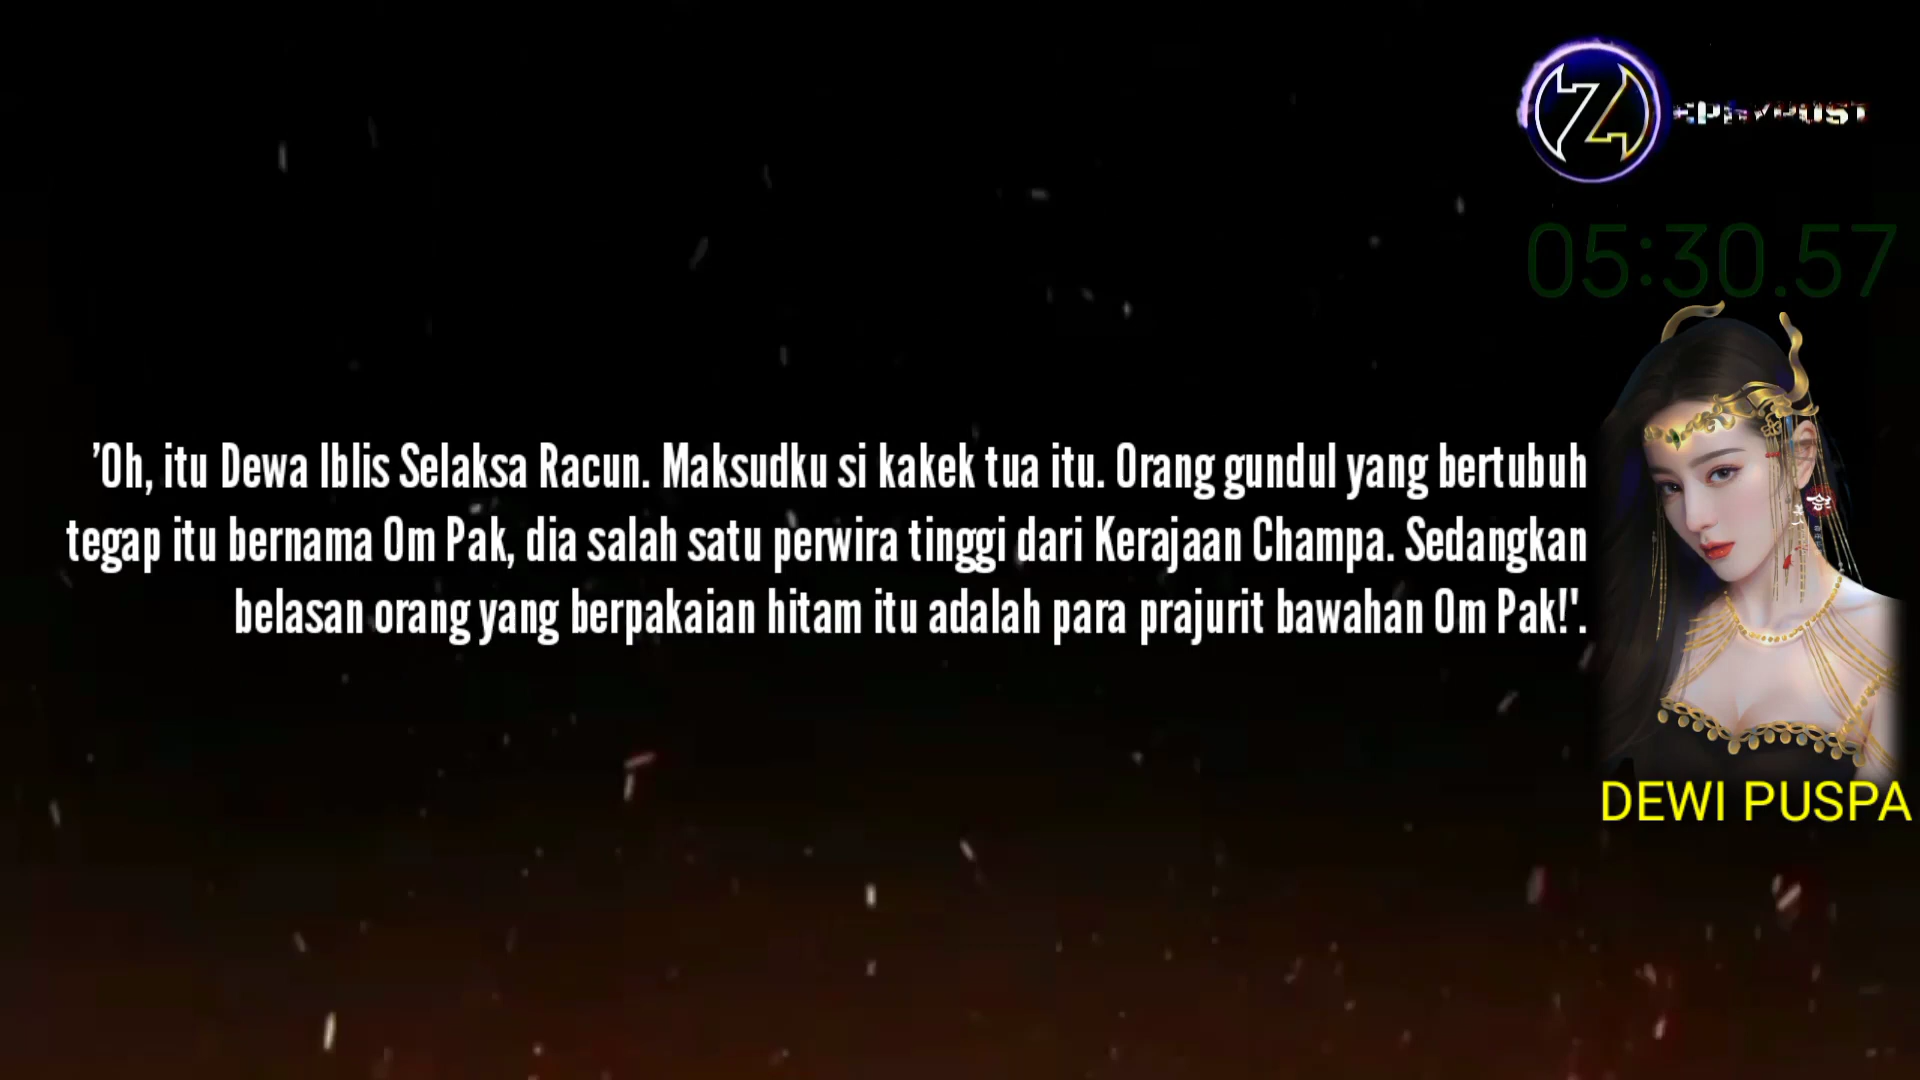 05:30.57
'Oh, itu Dewa Iblis Selaksa Racun. Maksudku si kakek tua itu. Orang gundul yang bertubuh
tegap itu bernama Om Pak, dia salah satu perwira tinggi dari Kerajaan Champa. Sedangkan
belasan orang yang berpakaian hitam itu adalah para prajurit bawahan Om Pak!'.
DEWI PUSPA